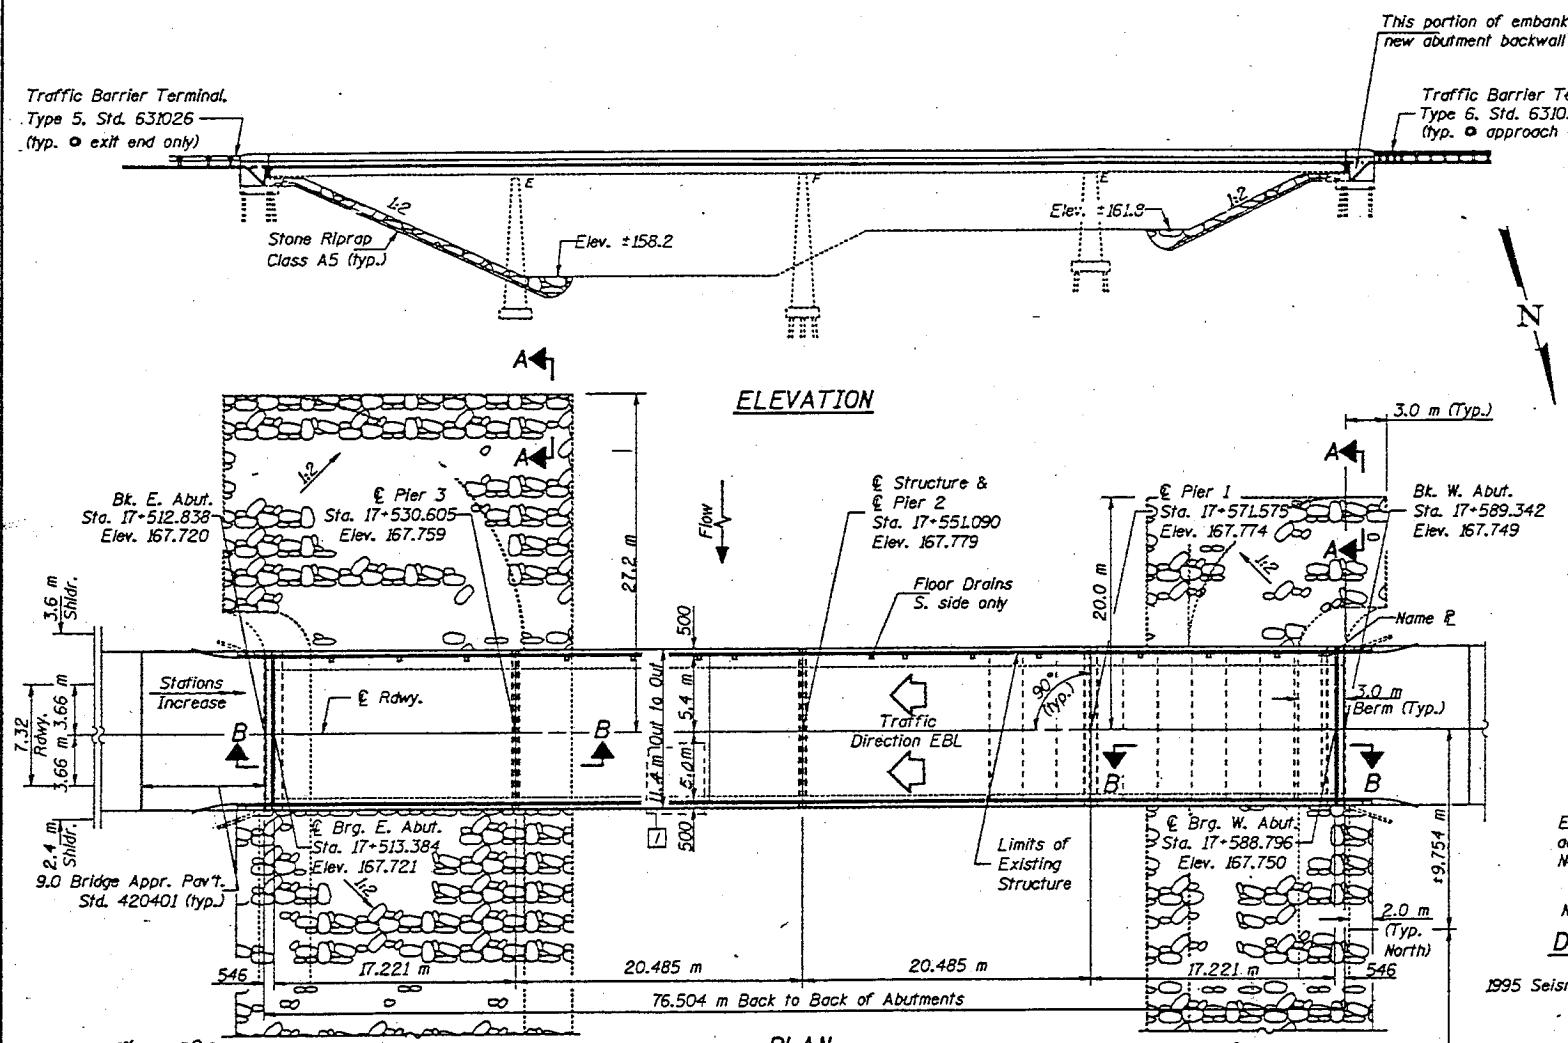 This portion of embank
new abutment backwall
Traffic Barrier Terminal,
Type 5, Std. 631026
(typ. @ exit end only)
Traffic Barrier Te
Type 6, Std. 6310
(typ. @ approach
E
F
E
1:2
1:2
Elev. ±161.8
Stone Riprap
Class A5 (typ.)
Elev. ±158.2
N
A
ELEVATION
3.0 m (Typ.)
A
A
1:2
Bk. E. Abut.
Sta. 17+512.838
Elev. 167.720
℄ Pier 3
Sta. 17+530.605
Elev. 167.759
Flow
℄ Structure &
℄ Pier 2
Sta. 17+551.090
Elev. 167.779
℄ Pier 1
Sta. 17+571.575
Elev. 167.774
Bk. W. Abut.
Sta. 17+589.342
Elev. 167.749
A
1:2
27.2 m
20.0 m
Floor Drains
S. side only
3.6 m
Shldr.
500
Name ℄
Stations
Increase
℄ Rdwy.
90°
(typ.)
3.0 m
Berm (Typ.)
7.32
Rdwy.
3.66 m
3.66 m
B
B
11.4 m Out to Out
5.4 m
5.0 m
Traffic
Direction EBL
B
B
2.4 m
Shldr.
℄ Brg. E. Abut.
Sta. 17+513.384
Elev. 167.721
1
500
Limits of
Existing
Structure
℄ Brg. W. Abut.
Sta. 17+588.796
Elev. 167.750
±9.754 m
9.0 Bridge Appr. Pav't.
Std. 420401 (typ.)
1:2
2.0 m
(Typ.
North)
546
17.221 m
20.485 m
20.485 m
17.221 m
546
76.504 m Back to Back of Abutments
1995 Seisn
PLAN